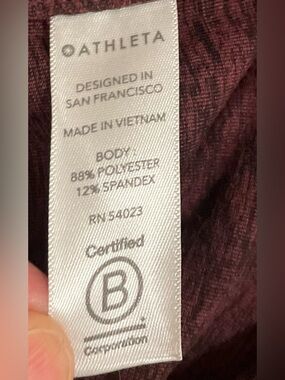 ATHLETA
DESIGNED IN
SAN FRANCISCO
MADE IN VIETNAM
BODY :
88% POLYESTER
12% SPANDEX
RN 54023
Certified
B
Corporation